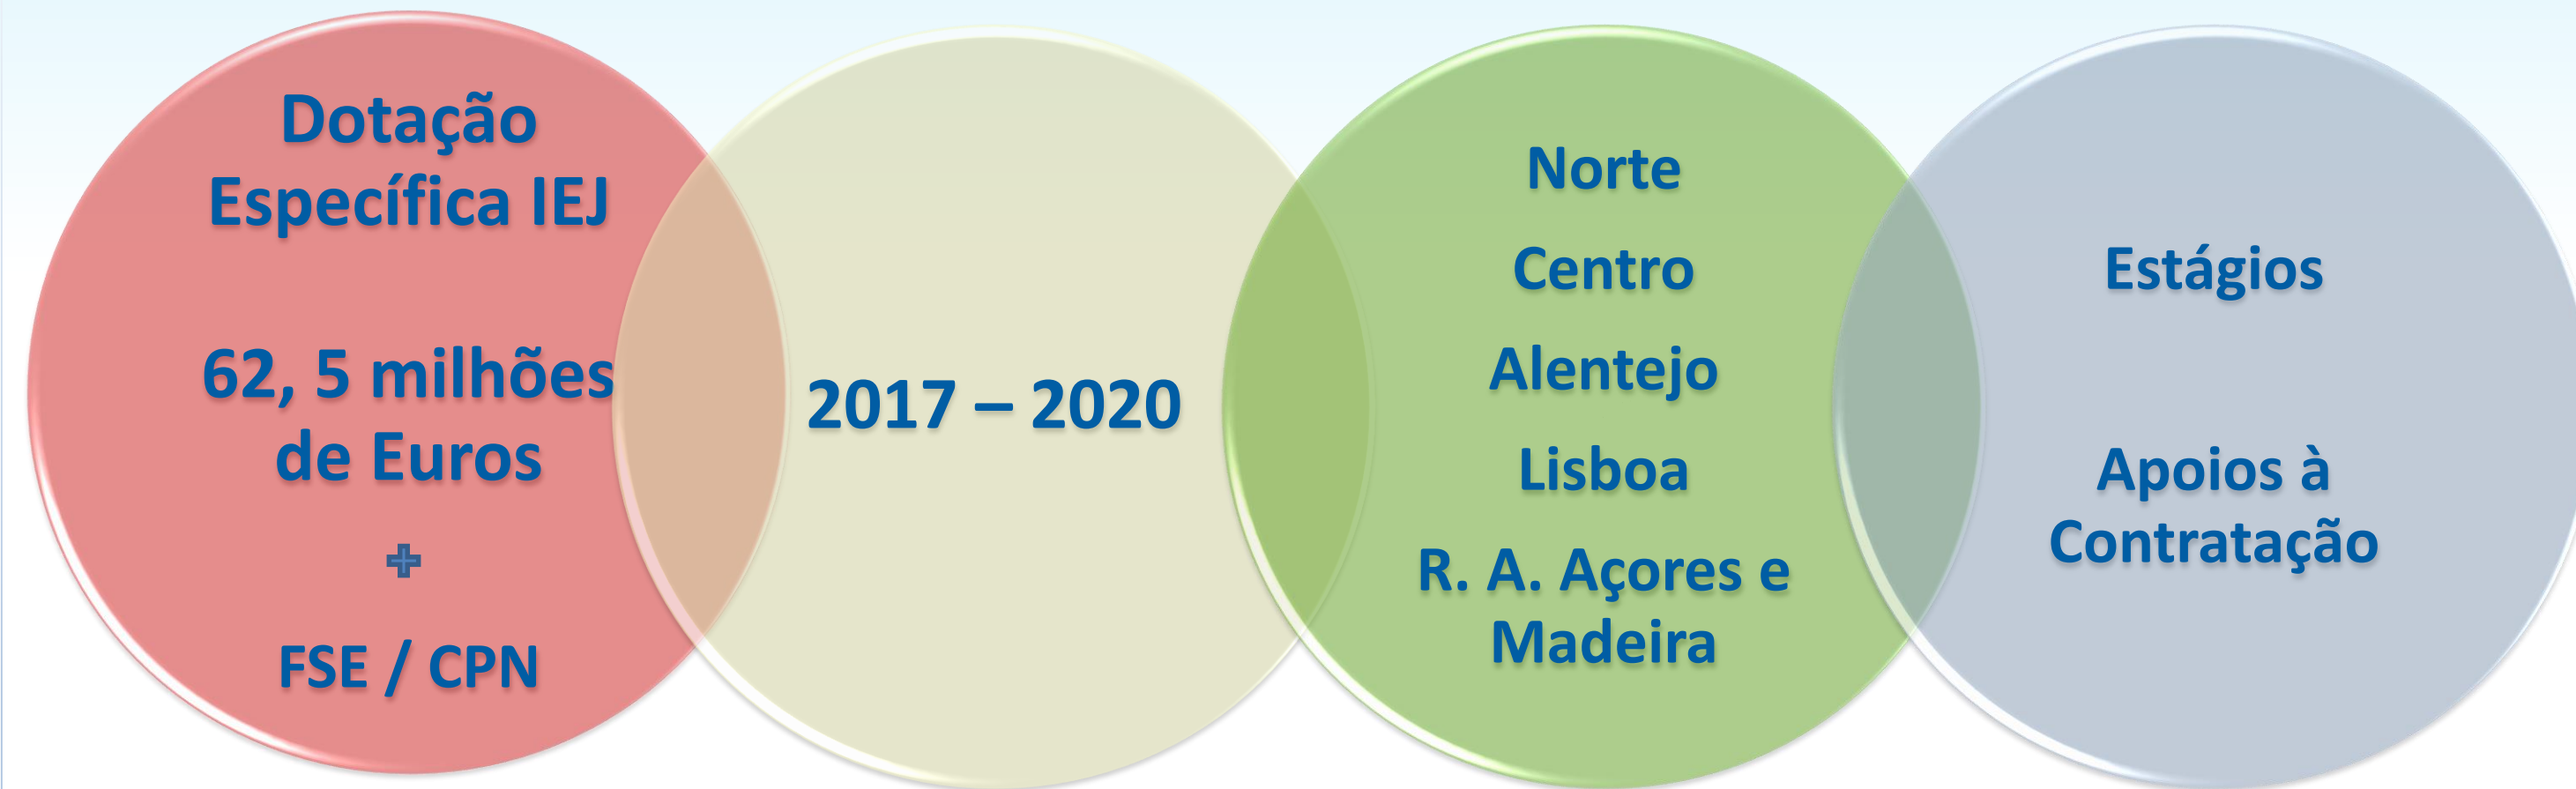 Dotação
Específica IEJ
62, 5 milhões
de Euros
+
FSE / CPN
2017 – 2020
Norte
Centro
Alentejo
Lisboa
R. A. Açores e
Madeira
Estágios
Apoios à
Contratação